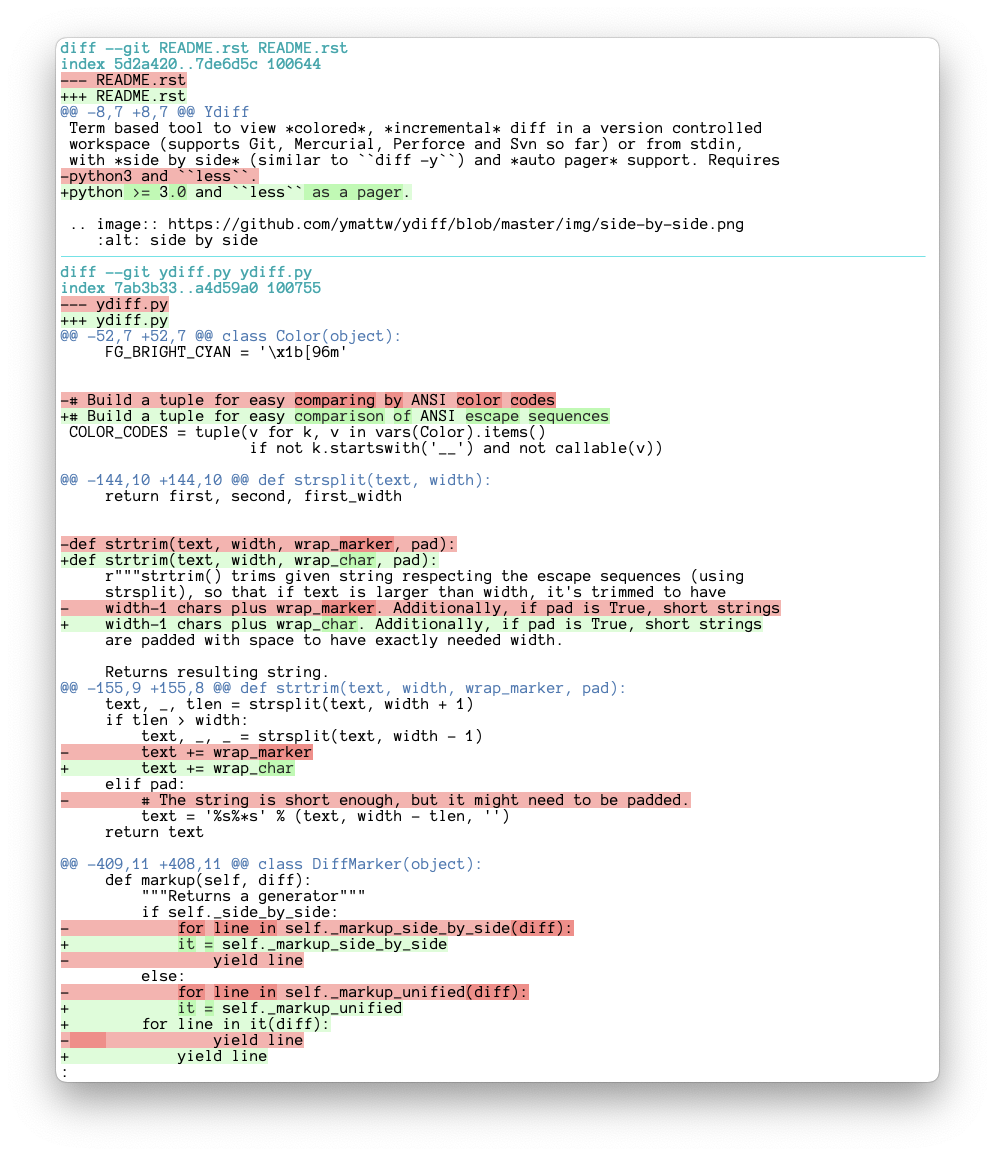 diff --git README.rst README.rst
index 5d2a420..7de6d5c 100644
--- README.rst
+++ README.rst
@@ -8,7 +8,7 @@ Ydiff
 Term based tool to view *colored*, *incremental* diff in a version controlled
 workspace (supports Git, Mercurial, Perforce and Svn so far) or from stdin,
 with *side by side* (similar to ``diff -y``) and *auto pager* support. Requires
-python3 and ``less``.
+python >= 3.0 and ``less`` as a pager.

 .. image:: https://github.com/ymattw/ydiff/blob/master/img/side-by-side.png
    :alt: side by side
diff --git ydiff.py ydiff.py
index 7ab3b33..a4d59a0 100755
--- ydiff.py
+++ ydiff.py
@@ -52,7 +52,7 @@ class Color(object):
     FG_BRIGHT_CYAN = '\x1b[96m'


-# Build a tuple for easy comparing by ANSI color codes
+# Build a tuple for easy comparison of ANSI escape sequences
 COLOR_CODES = tuple(v for k, v in vars(Color).items()
                     if not k.startswith('__') and not callable(v))

@@ -144,10 +144,10 @@ def strsplit(text, width):
     return first, second, first_width


-def strtrim(text, width, wrap_marker, pad):
+def strtrim(text, width, wrap_char, pad):
     r"""strtrim() trims given string respecting the escape sequences (using
     strsplit), so that if text is larger than width, it's trimmed to have
-    width-1 chars plus wrap_marker. Additionally, if pad is True, short strings
+    width-1 chars plus wrap_char. Additionally, if pad is True, short strings
     are padded with space to have exactly needed width.

     Returns resulting string.
@@ -155,9 +155,8 @@ def strtrim(text, width, wrap_marker, pad):
     text, _, tlen = strsplit(text, width + 1)
     if tlen > width:
         text, _, _ = strsplit(text, width - 1)
-        text += wrap_marker
+        text += wrap_char
     elif pad:
-        # The string is short enough, but it might need to be padded.
         text = '%s%*s' % (text, width - tlen, '')
     return text

@@ -409,11 +408,11 @@ class DiffMarker(object):
     def markup(self, diff):
         """Returns a generator"""
         if self._side_by_side:
-            for line in self._markup_side_by_side(diff):
+            it = self._markup_side_by_side
-                yield line
         else:
-            for line in self._markup_unified(diff):
+            it = self._markup_unified
+        for line in it(diff):
-                yield line
+            yield line
: